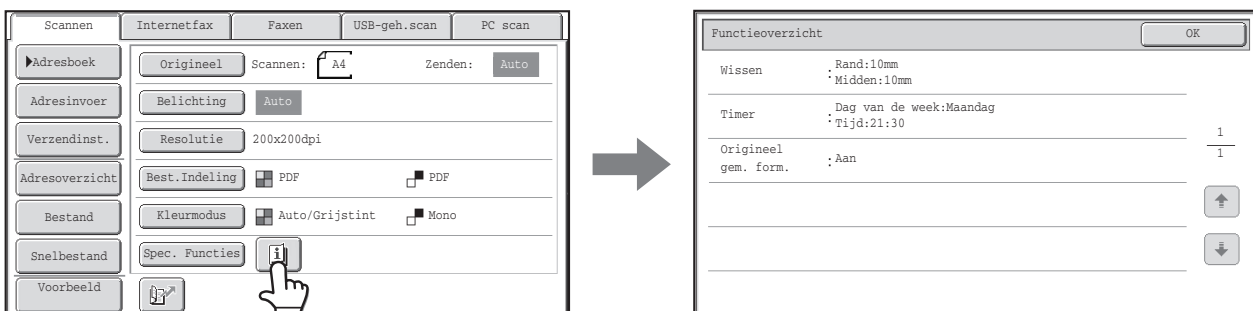 Scannen Internetfax Faxen USB-geh.scan PC scan
Adresboek
Origineel Scannen: A4 Zenden: Auto
Adresinvoer
Belichting Auto
Verzendinst.
Resolutie 200x200dpi
Adresoverzicht
Best.Indeling PDF PDF
Bestand
Kleurmodus Auto/Grijstint Mono
Snelbestand
Spec. Functies
Voorbeeld
Functieoverzicht OK
Wissen :Rand:10mm
Midden:10mm
Timer :Dag van de week:Maandag
Tijd:21:30
Origineel
gem. form. :Aan
1
1